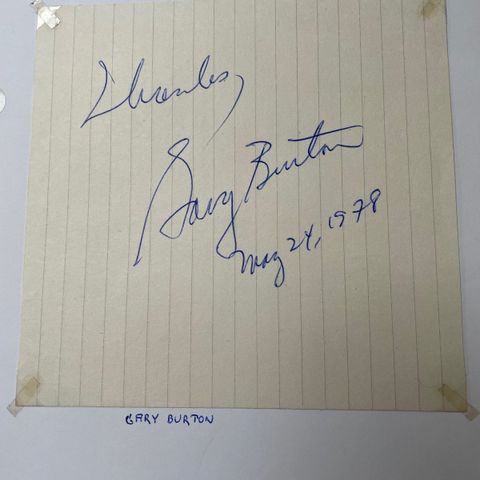 Thanks,
Gary Burton
May 24, 1978
GARY BURTON